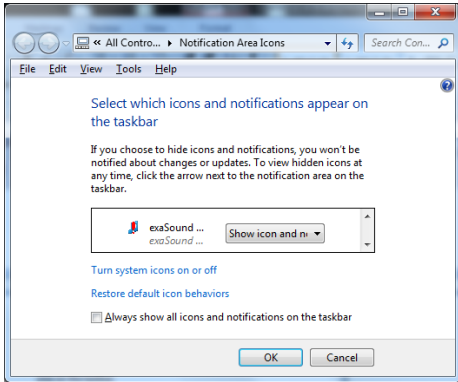 « All Contro... ▸ Notification Area Icons
Search Con...
File Edit View Tools Help
Select which icons and notifications appear on
the taskbar
If you choose to hide icons and notifications, you won't be
notified about changes or updates. To view hidden icons at
any time, click the arrow next to the notification area on the
taskbar.
exaSound ...
exaSound ...
Show icon and n
Turn system icons on or off
Restore default icon behaviors
Always show all icons and notifications on the taskbar
OK Cancel